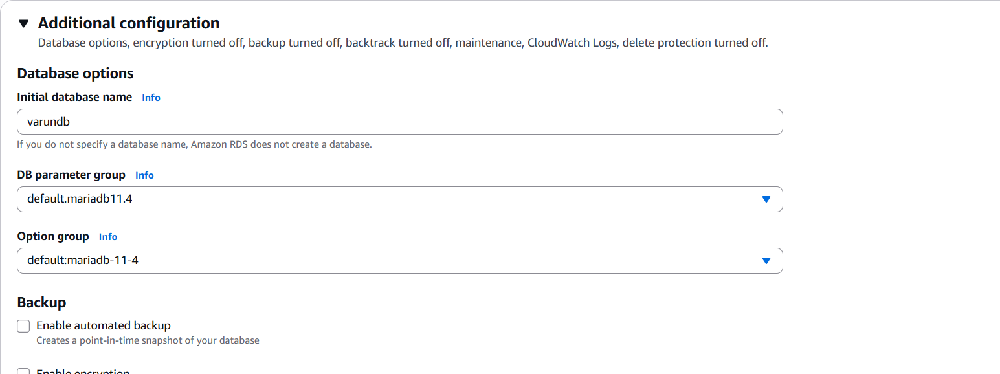 Additional configuration
Database options, encryption turned off, backup turned off, backtrack turned off, maintenance, CloudWatch Logs, delete protection turned off.
Database options
Initial database name Info
varundb
If you do not specify a database name, Amazon RDS does not create a database.
DB parameter group Info
default.mariadb11.4
Option group Info
default:mariadb-11-4
Backup
Enable automated backup
Creates a point-in-time snapshot of your database
Enable encryption